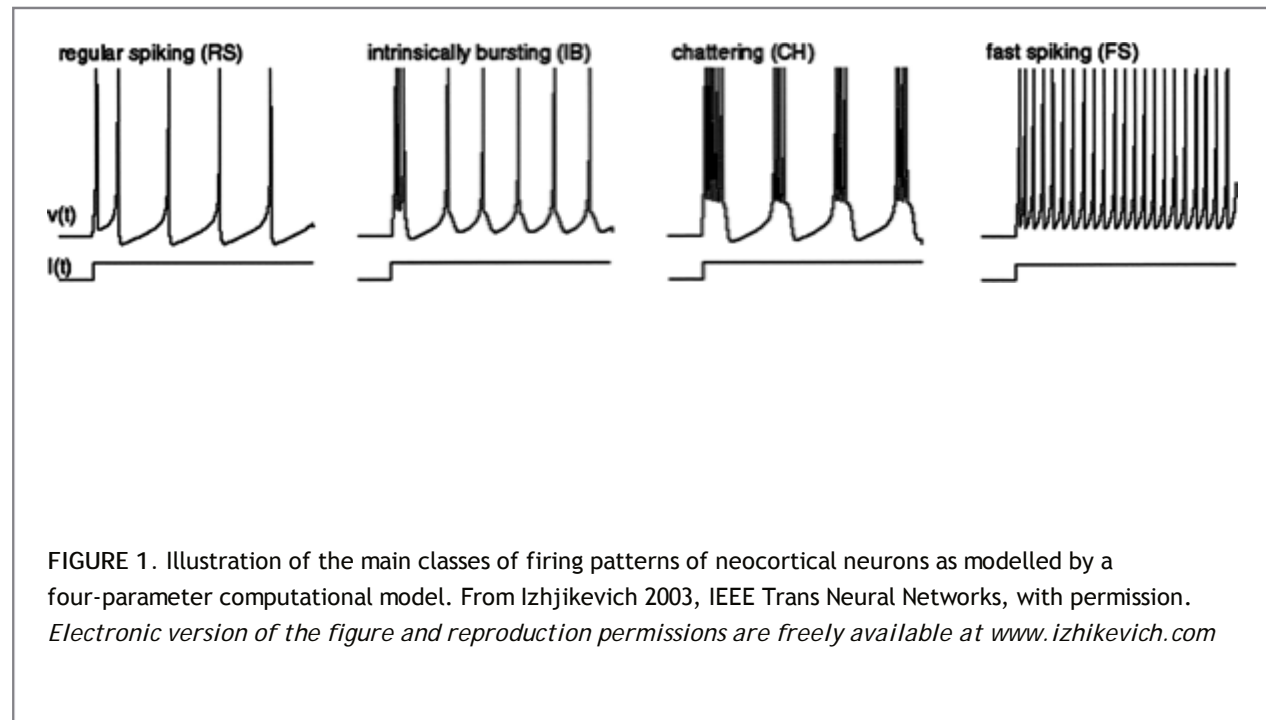 regular spiking (RS)
intrinsically bursting (IB)
chattering (CH)
fast spiking (FS)
v(t)
I(t)
FIGURE 1. Illustration of the main classes of firing patterns of neocortical neurons as modelled by a
four-parameter computational model. From Izhjikevich 2003, IEEE Trans Neural Networks, with permission.
Electronic version of the figure and reproduction permissions are freely available at www.izhikevich.com